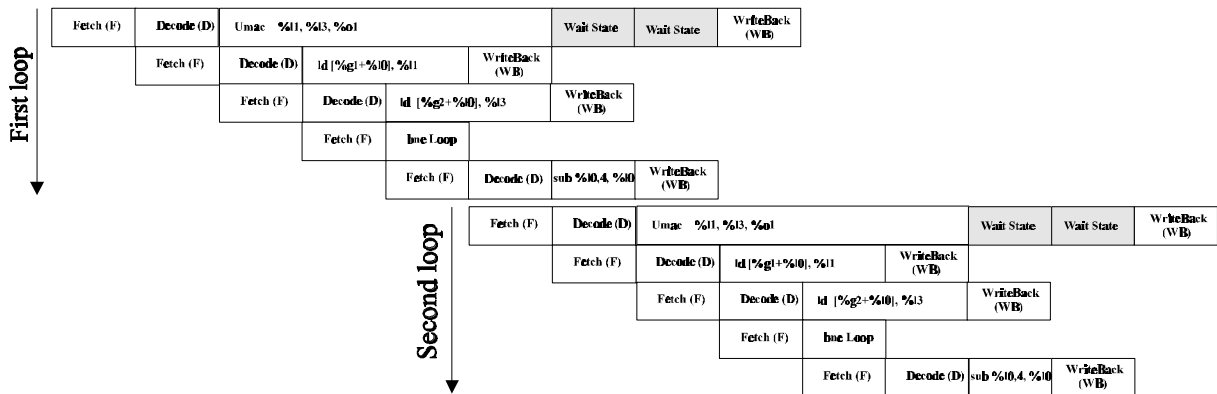 First loop
Fetch (F) Decode (D) Umac %l1, %l3, %o1 Wait State Wait State WriteBack (WB)
Fetch (F) Decode (D) ld [%g1+%l0], %l1 WriteBack (WB)
Fetch (F) Decode (D) ld [%g2+%l0], %l3 WriteBack (WB)
Fetch (F) bne Loop
Fetch (F) Decode (D) sub %l0,4, %l0 WriteBack (WB)
Second loop
Fetch (F) Decode (D) Umac %l1, %l3, %o1 Wait State Wait State WriteBack (WB)
Fetch (F) Decode (D) ld [%g1+%l0], %l1 WriteBack (WB)
Fetch (F) Decode (D) ld [%g2+%l0], %l3 WriteBack (WB)
Fetch (F) bne Loop
Fetch (F) Decode (D) sub %l0,4, %l0 WriteBack (WB)